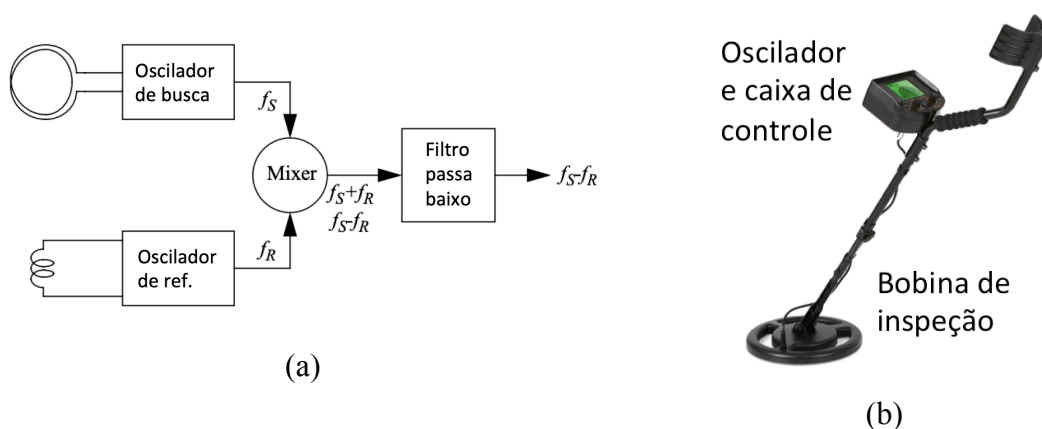 Oscilador
de busca
f_S
Mixer
f_S+f_R
f_S-f_R
Filtro
passa
baixo
f_S-f_R
Oscilador
de ref.
f_R
(a)
Oscilador
e caixa de
controle
Bobina de
inspeção
(b)